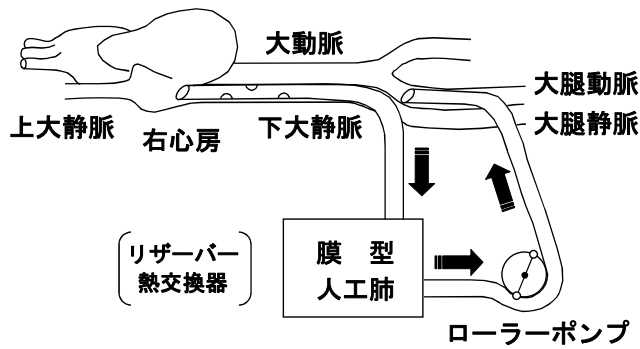 大動脈
大腿動脈
上大静脈
右心房
下大静脈
大腿静脈
リザーバー
熱交換器
膜 型
人工肺
ローラーポンプ